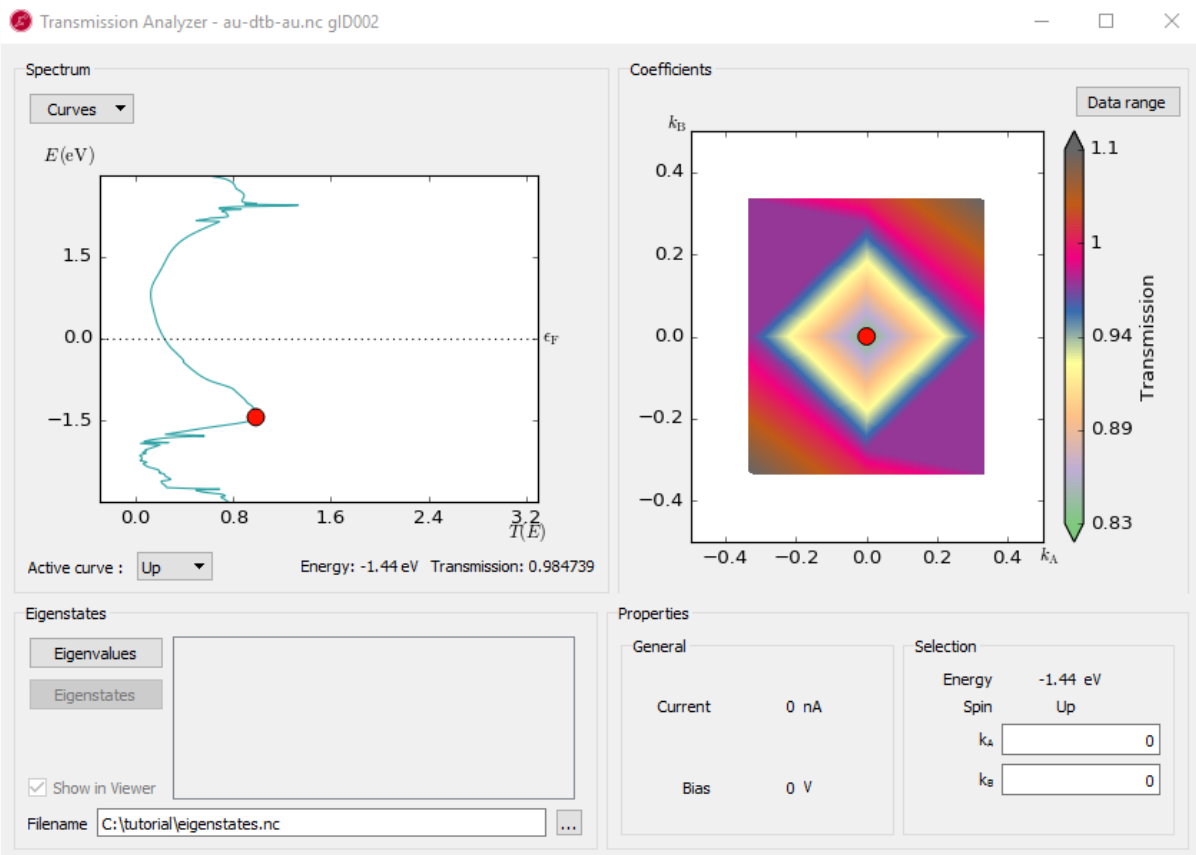 Transmission Analyzer - au-dtb-au.nc gID002
Spectrum
Curves
E(eV)
1.5
0.0
−1.5
ϵF
0.0 0.8 1.6 2.4 3.2
T(E)
Active curve : Up Energy: -1.44 eV Transmission: 0.984739
Coefficients
Data range
kB
0.4
0.2
0.0
−0.2
−0.4
−0.4 −0.2 0.0 0.2 0.4 kA
1.1
1
0.94
0.89
0.83
Transmission
Eigenstates
Eigenvalues
Eigenstates
Show in Viewer
Filename C:\tutorial\eigenstates.nc ...
Properties
General
Current 0 nA
Bias 0 V
Selection
Energy -1.44 eV
Spin Up
kA 0
kB 0